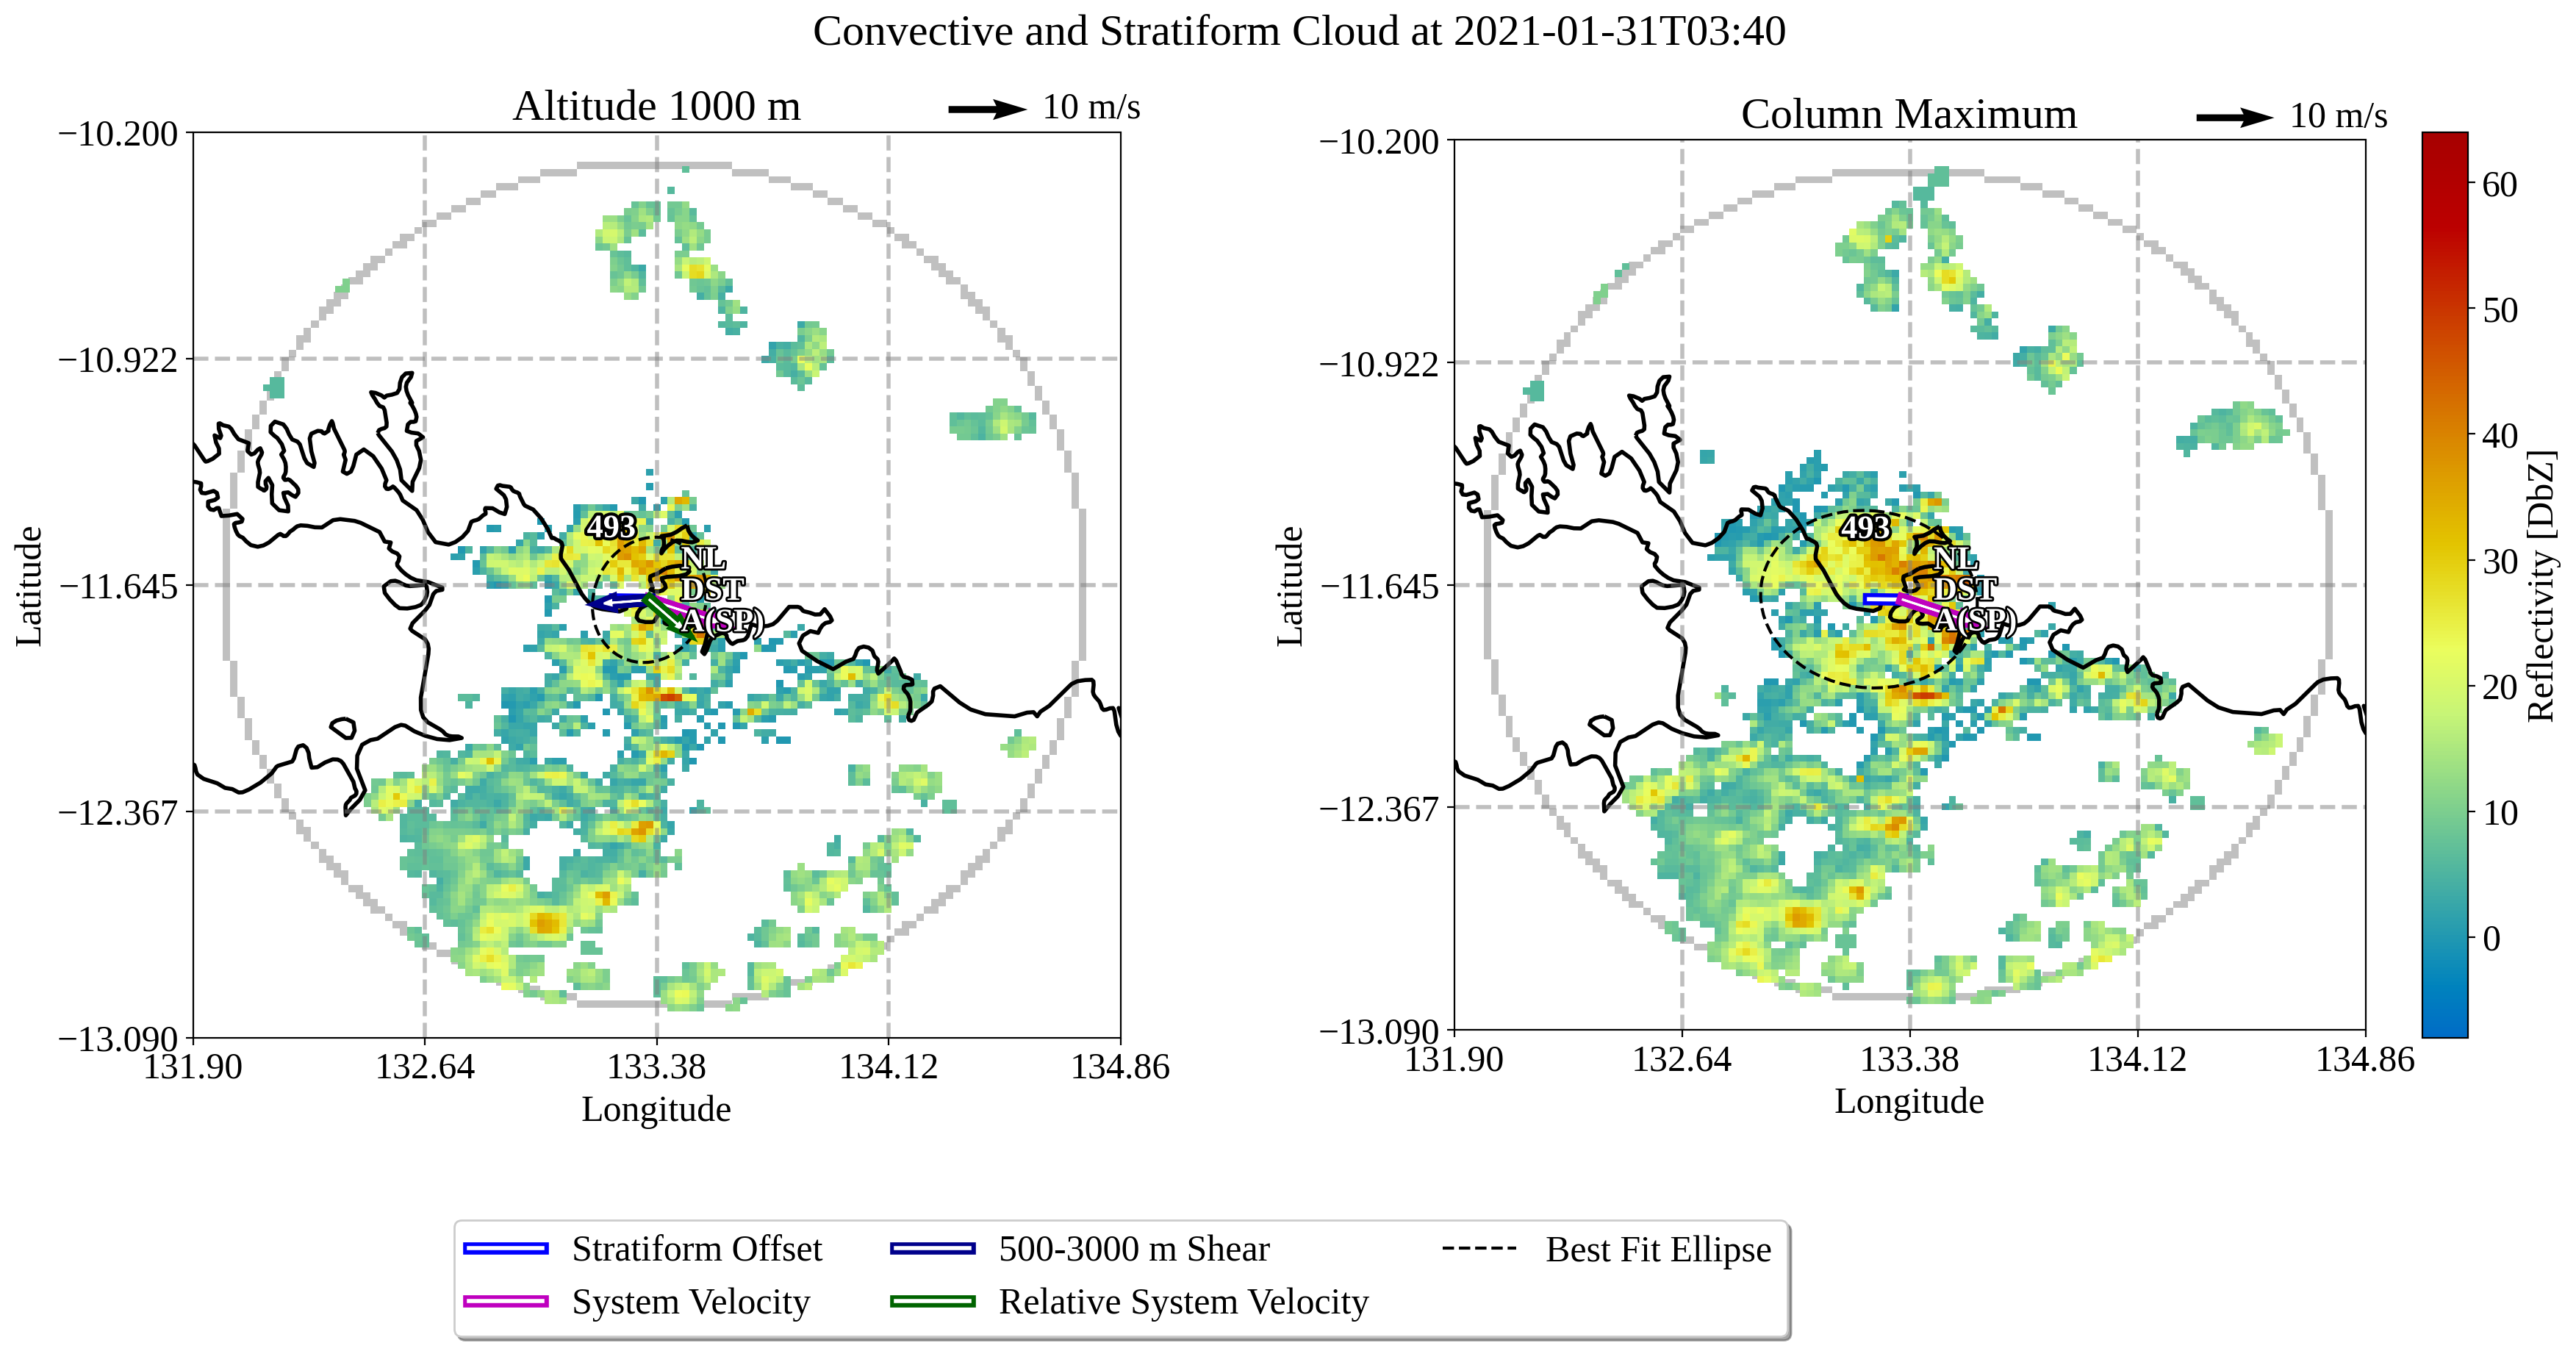 Convective and Stratiform Cloud at 2021-01-31T03:40
Altitude 1000 m
10 m/s
−10.200
−10.922
−11.645
−12.367
−13.090
131.90
132.64
133.38
134.12
134.86
Latitude
Longitude
493
NL
DST
A(SP)
Column Maximum
10 m/s
−10.200
−10.922
−11.645
−12.367
−13.090
131.90
132.64
133.38
134.12
134.86
Latitude
Longitude
493
NL
DST
A(SP)
60
50
40
30
20
10
0
Reflectivity [DbZ]
Stratiform Offset
System Velocity
500-3000 m Shear
Relative System Velocity
Best Fit Ellipse